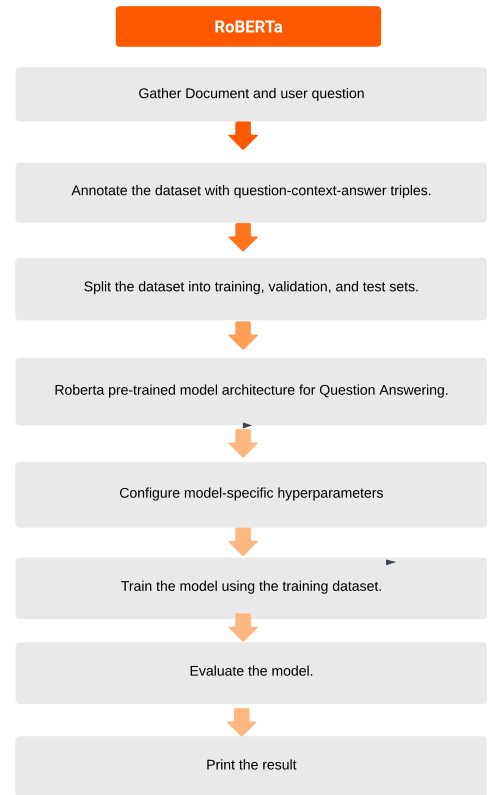 RoBERTa
Gather Document and user question
Annotate the dataset with question-context-answer triples.
Split the dataset into training, validation, and test sets.
Roberta pre-trained model architecture for Question Answering.
Configure model-specific hyperparameters
Train the model using the training dataset.
Evaluate the model.
Print the result